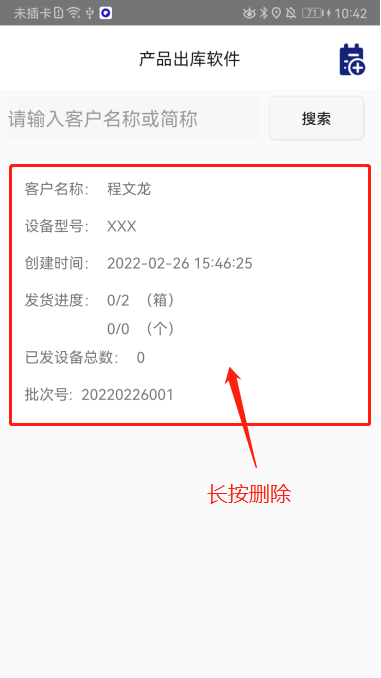 未插卡 71 10:42
产品出库软件
请输入客户名称或简称 搜索
客户名称： 程文龙
设备型号： XXX
创建时间： 2022-02-26 15:46:25
发货进度： 0/2 （箱）
0/0 （个）
已发设备总数： 0
批次号: 20220226001
长按删除